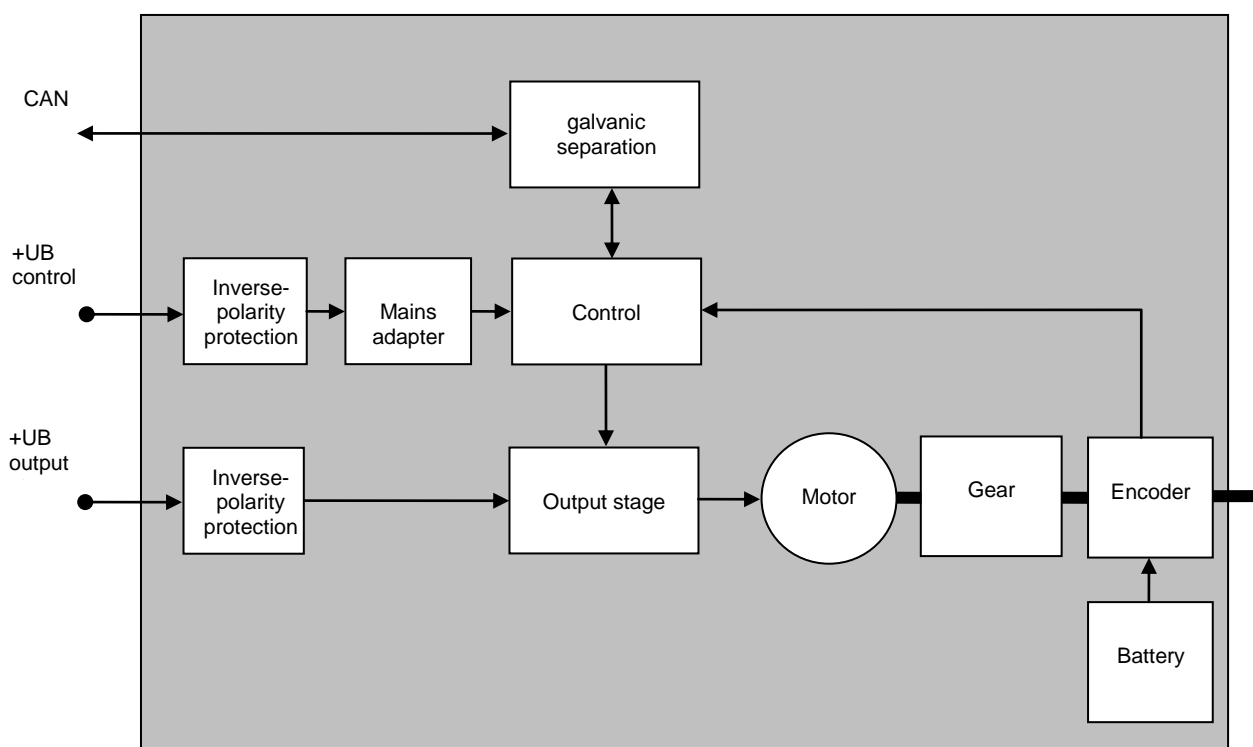 CAN
galvanic
separation
+UB
control
Inverse-
polarity
protection
Mains
adapter
Control
+UB
output
Inverse-
polarity
protection
Output stage
Motor
Gear
Encoder
Battery